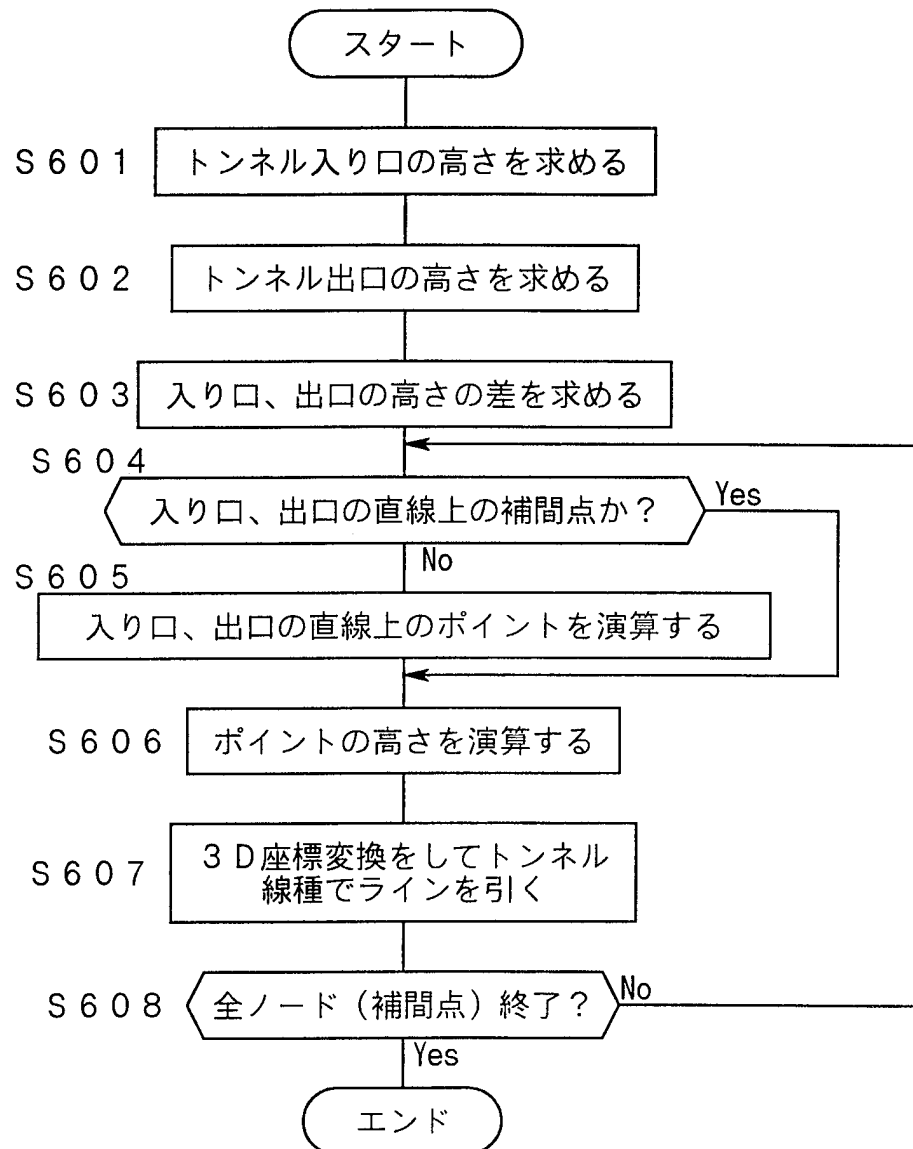 スタート
S601 トンネル入り口の高さを求める
S602 トンネル出口の高さを求める
S603 入り口、出口の高さの差を求める
S604
入り口、出口の直線上の補間点か？ Yes
No
S605
入り口、出口の直線上のポイントを演算する
S606 ポイントの高さを演算する
S607 3D座標変換をしてトンネル
線種でラインを引く
S608 全ノード（補間点）終了？ No
Yes
エンド